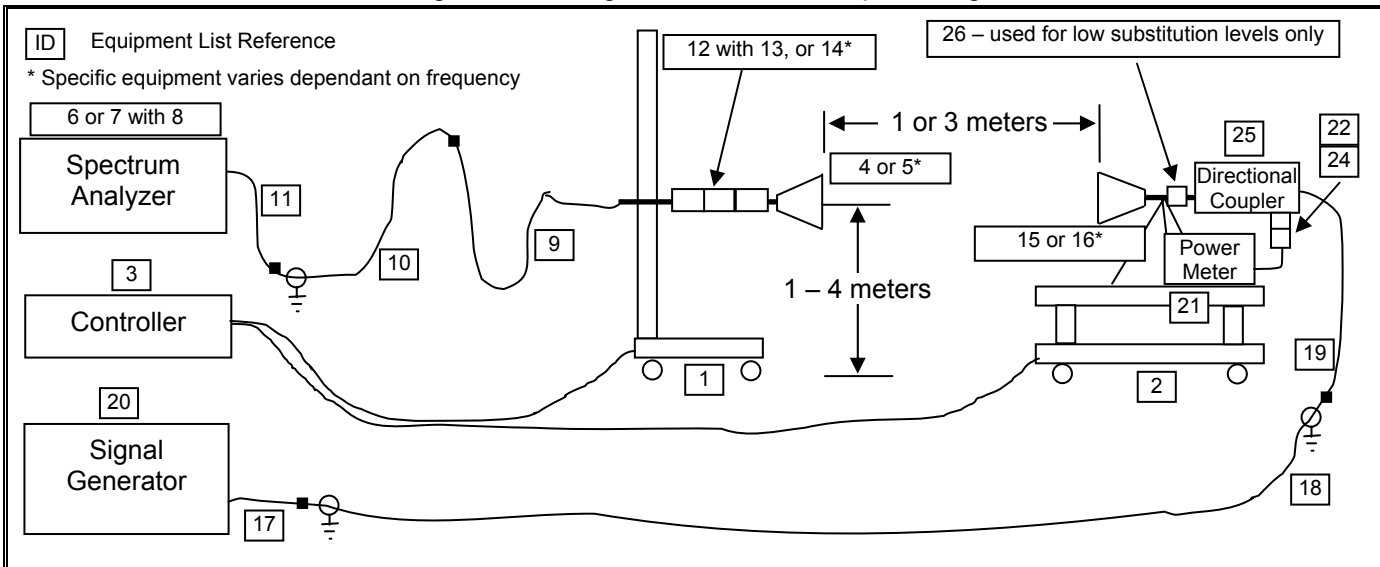 ID Equipment List Reference
* Specific equipment varies dependant on frequency
12 with 13, or 14*
26 – used for low substitution levels only
6 or 7 with 8
Spectrum
Analyzer
11
10
9
4 or 5*
1 or 3 meters
25
22
24
Directional
Coupler
15 or 16*
Power
Meter
21
3
Controller
1 – 4 meters
1
2
19
20
Signal
Generator
17
18